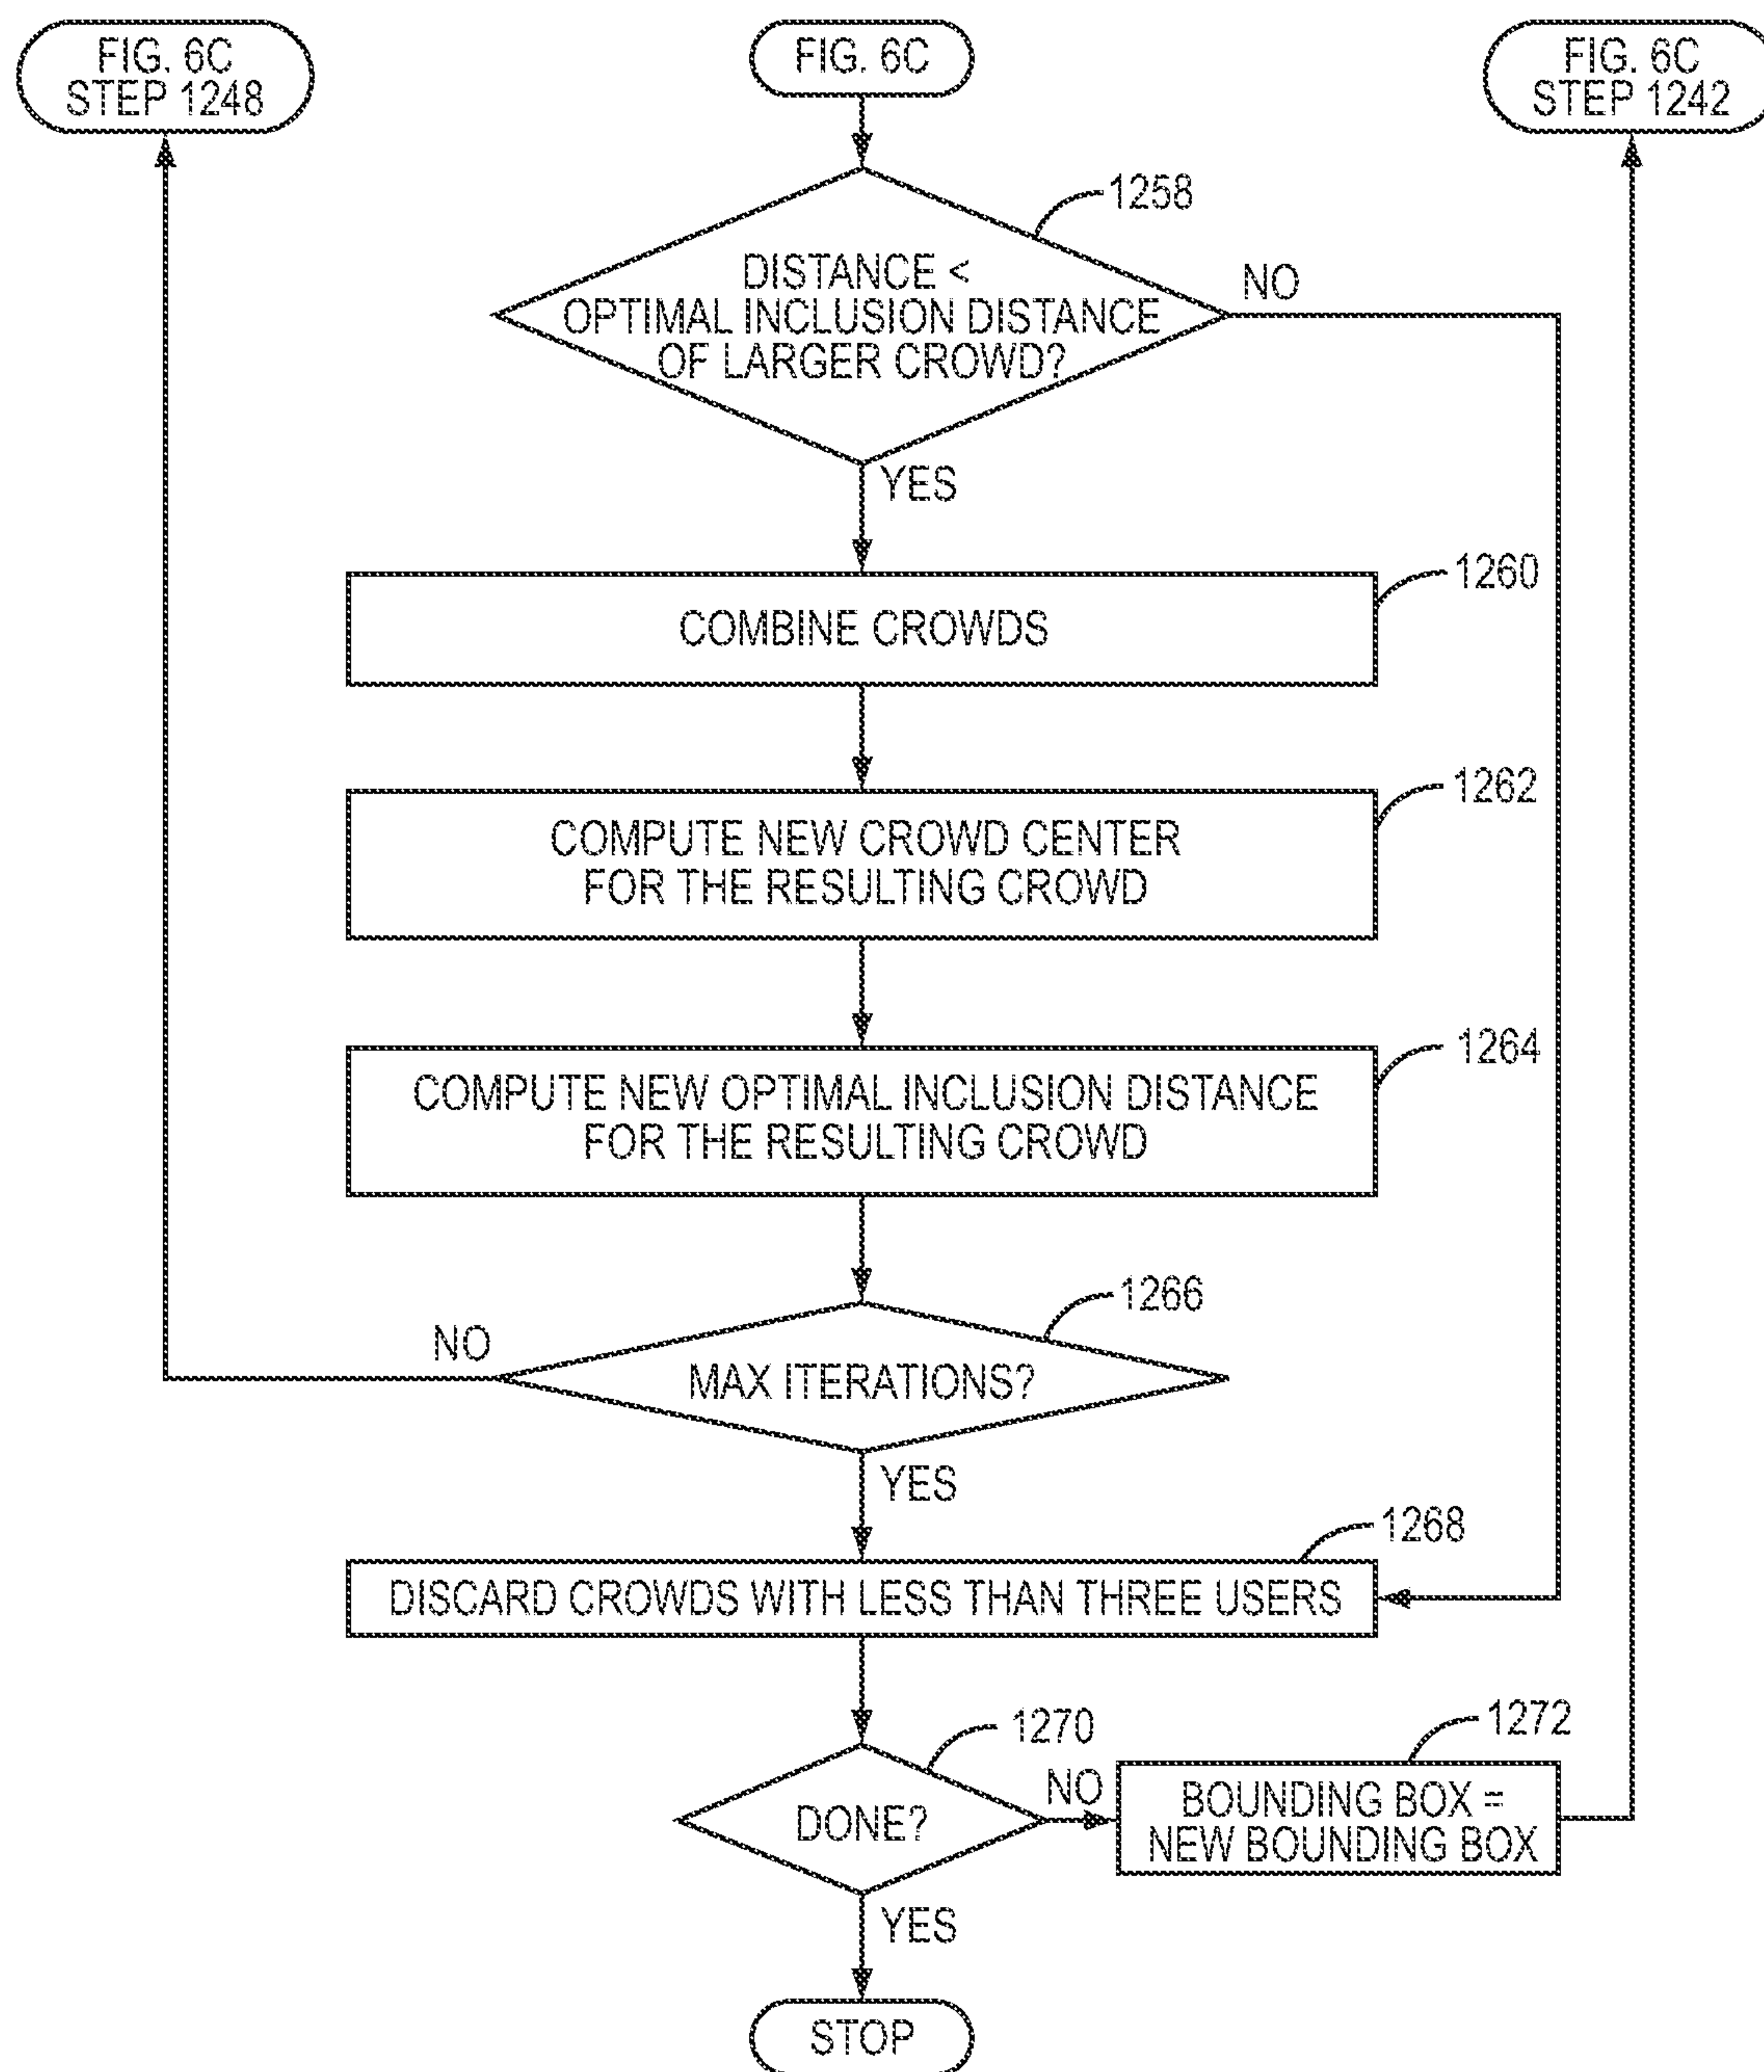 FIG. 6C
STEP 1248
FIG. 6C
FIG. 6C
STEP 1242
1258
DISTANCE <
OPTIMAL INCLUSION DISTANCE
OF LARGER CROWD?
NO
YES
1260
COMBINE CROWDS
1262
COMPUTE NEW CROWD CENTER
FOR THE RESULTING CROWD
1264
COMPUTE NEW OPTIMAL INCLUSION DISTANCE
FOR THE RESULTING CROWD
1266
NO
MAX ITERATIONS?
YES
1268
DISCARD CROWDS WITH LESS THAN THREE USERS
1270
1272
DONE?
NO
BOUNDING BOX =
NEW BOUNDING BOX
YES
STOP